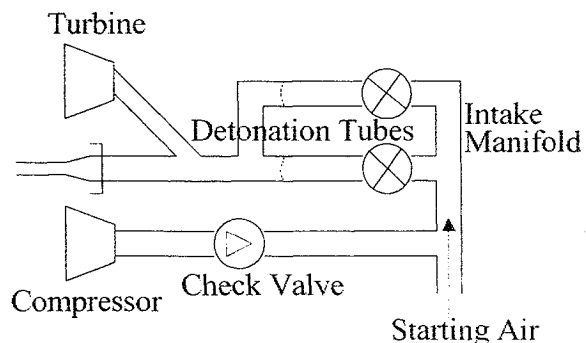 Turbine
Intake
Manifold
Detonation Tubes
Check Valve
Compressor
Starting Air